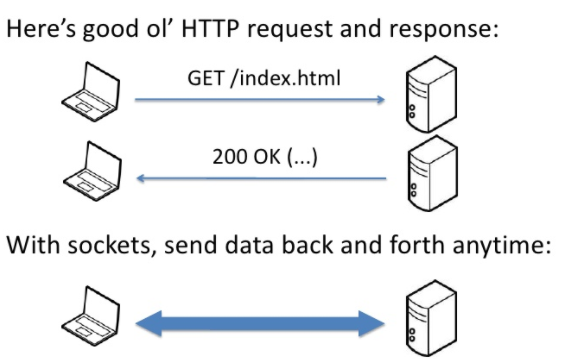 Here’s good ol’ HTTP request and response:
GET /index.html
200 OK (...)
With sockets, send data back and forth anytime: